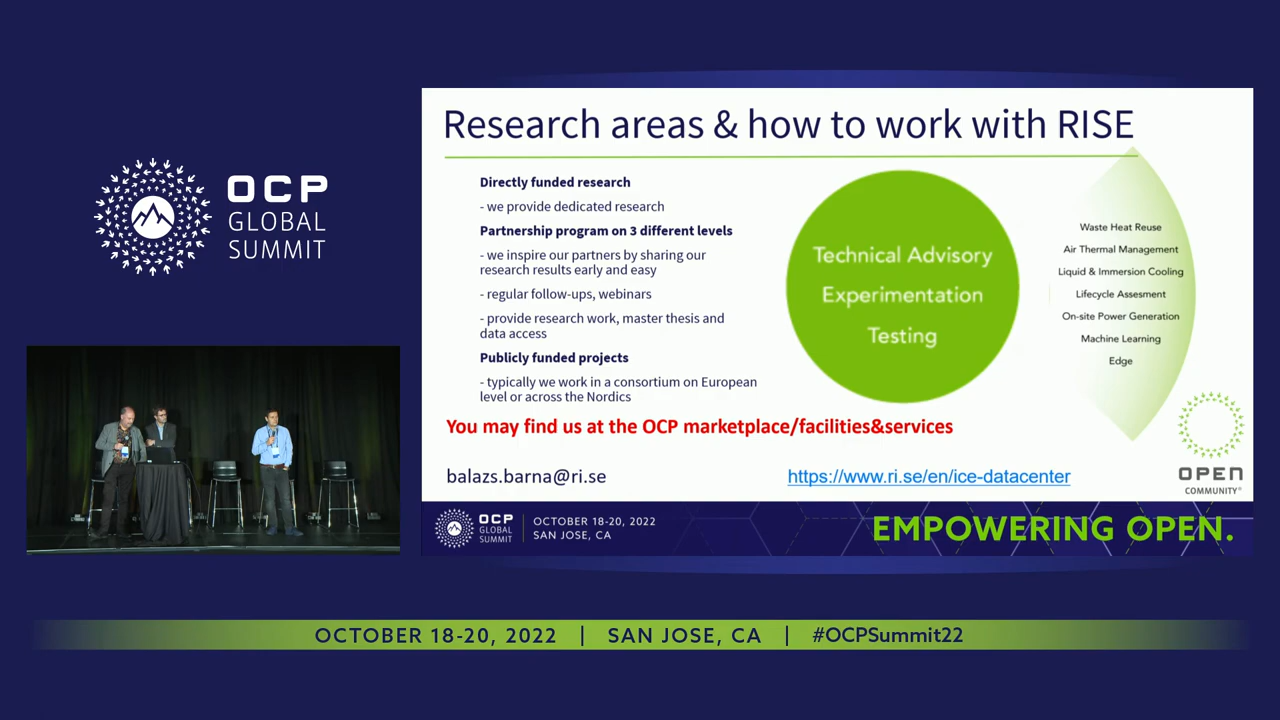 OCP
GLOBAL
SUMMIT
Research areas & how to work with RISE
Directly funded research
- we provide dedicated research
Partnership program on 3 different levels
- we inspire our partners by sharing our
research results early and easy
- regular follow-ups, webinars
- provide research work, master thesis and
data access
Publicly funded projects
- typically we work in a consortium on European
level or across the Nordics
Technical Advisory
Experimentation
Testing
Waste Heat Reuse
Air Thermal Management
Liquid & Immersion Cooling
Lifecycle Assesment
On-site Power Generation
Machine Learning
Edge
You may find us at the OCP marketplace/facilities&services
balazs.barna@ri.se
https://www.ri.se/en/ice-datacenter
OPEN
COMMUNITY®
OCP
GLOBAL
SUMMIT
OCTOBER 18-20, 2022
SAN JOSE, CA
EMPOWERING OPEN.
OCTOBER 18-20, 2022 | SAN JOSE, CA | #OCPSummit22